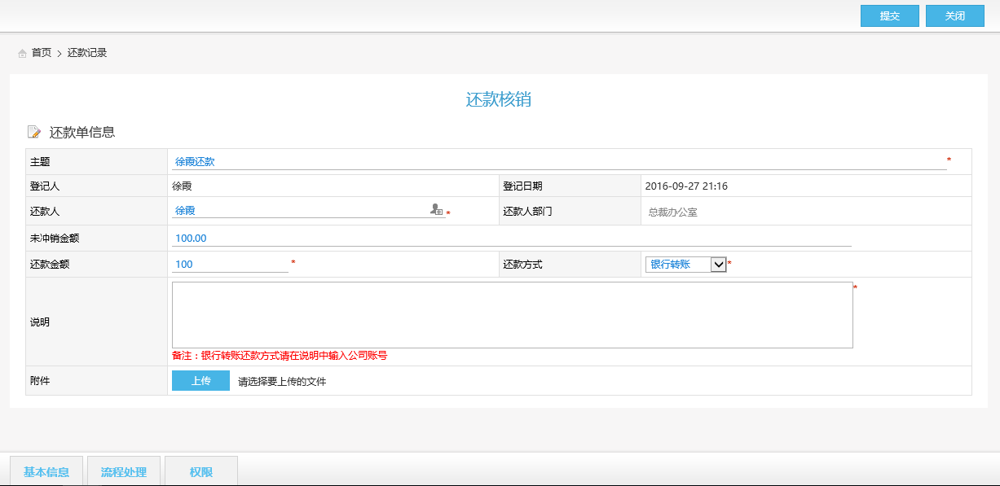 提交 关闭
首页 > 还款记录
还款核销
还款单信息
主题 徐霞还款 *
登记人 徐霞 登记日期 2016-09-27 21:16
还款人 徐霞 * 还款人部门 总裁办公室
未冲销金额 100.00
还款金额 100 * 还款方式 银行转账 *
说明 *
备注：银行转账还款方式请在说明中输入公司账号
附件 上传 请选择要上传的文件
基本信息 流程处理 权限